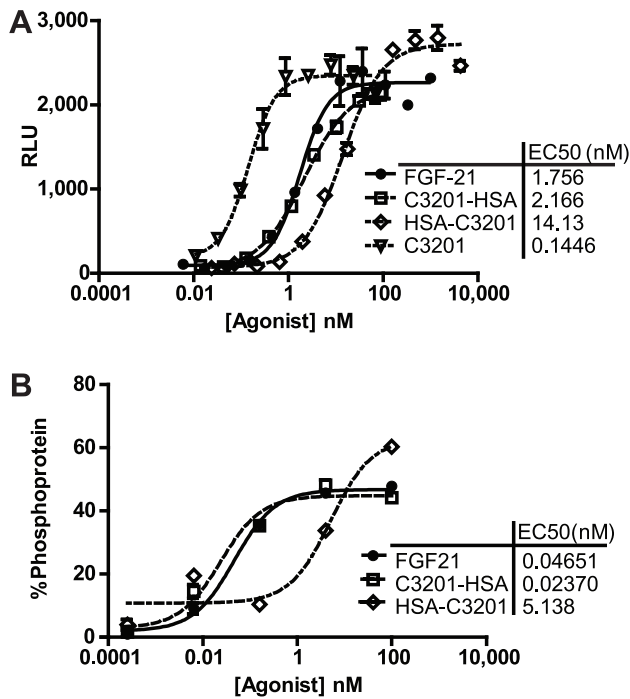 A
3,000
2,000
1,000
0
RLU
0.0001
0.01
1
100
10,000
[Agonist] nM
EC50 (nM)
FGF-21 1.756
C3201-HSA 2.166
HSA-C3201 14.13
C3201 0.1446
B
80
60
40
20
0
%Phosphoprotein
0.0001
0.01
1
100
10,000
[Agonist] nM
EC50(nM)
FGF21 0.04651
C3201-HSA 0.02370
HSA-C3201 5.138